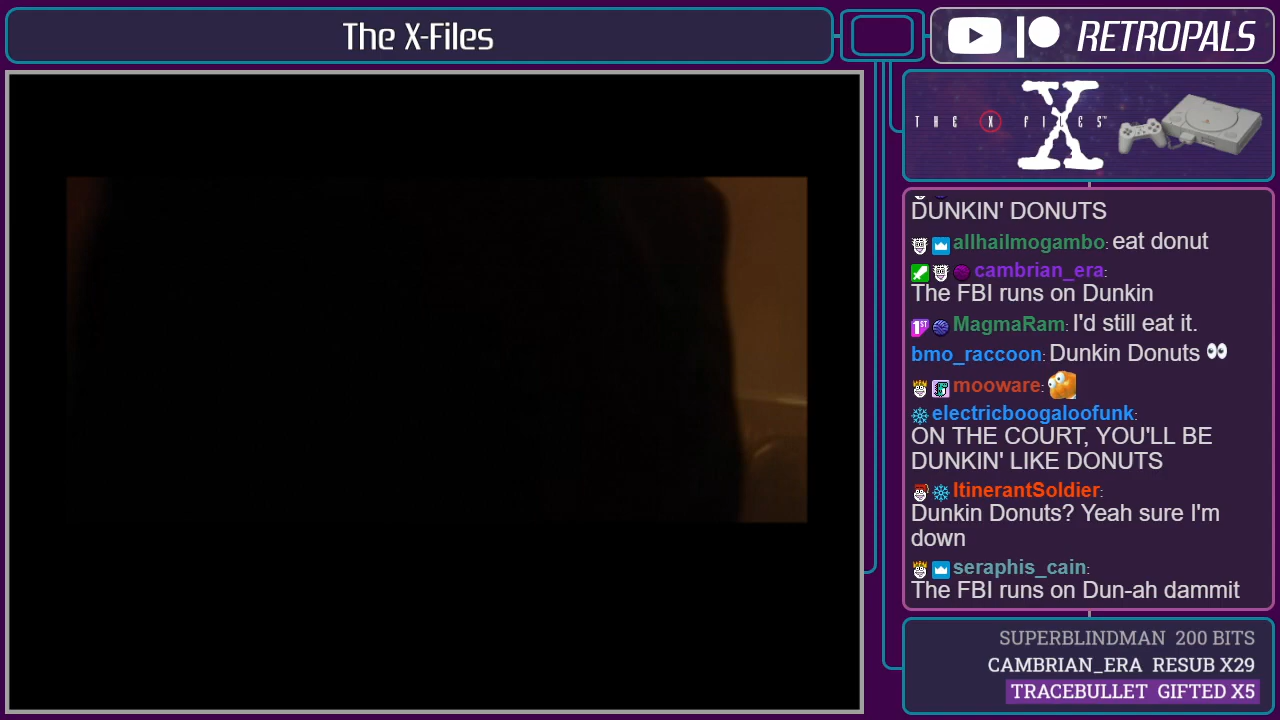 The X-Files
RETROPALS
THE X FILES™
X
DUNKIN' DONUTS
allhailmogambo: eat donut
cambrian_era:
The FBI runs on Dunkin
1ST MagmaRam: I'd still eat it.
bmo_raccoon: Dunkin Donuts 👀
mooware:
electricboogaloofunk:
ON THE COURT, YOU'LL BE
DUNKIN' LIKE DONUTS
ItinerantSoldier:
Dunkin Donuts? Yeah sure I'm
down
seraphis_cain:
The FBI runs on Dun-ah dammit
SUPERBLINDMAN 200 BITS
CAMBRIAN_ERA RESUB X29
TRACEBULLET GIFTED X5